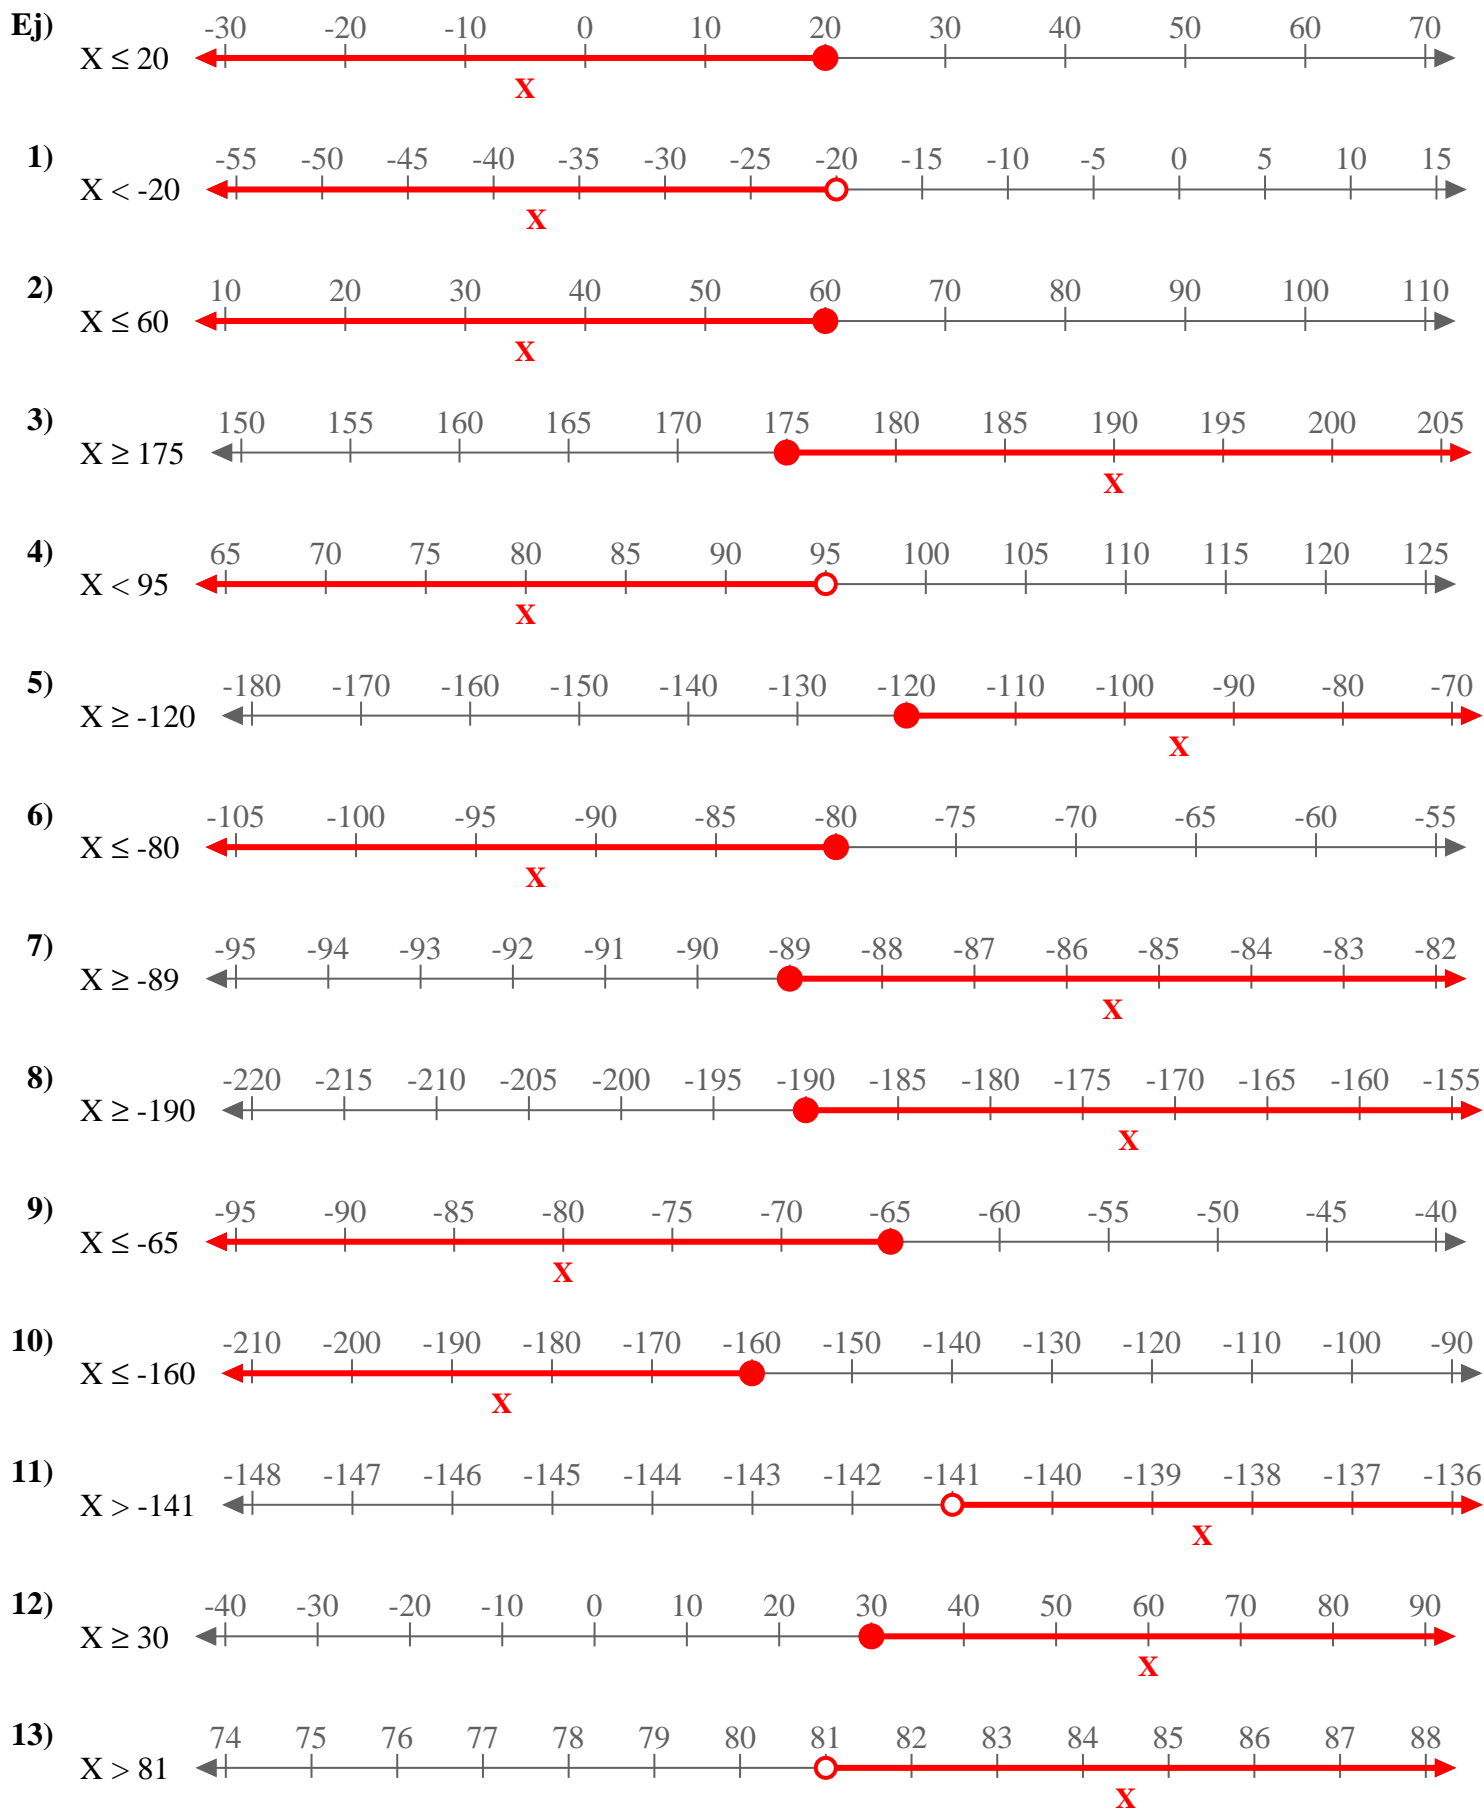 Ej) -30 -20 -10 0 10 20 30 40 50 60 70
X ≤ 20
X
1) -55 -50 -45 -40 -35 -30 -25 -20 -15 -10 -5 0 5 10 15
X < -20
X
2) 10 20 30 40 50 60 70 80 90 100 110
X ≤ 60
X
3) 150 155 160 165 170 175 180 185 190 195 200 205
X ≥ 175
X
4) 65 70 75 80 85 90 95 100 105 110 115 120 125
X < 95
X
5) -180 -170 -160 -150 -140 -130 -120 -110 -100 -90 -80 -70
X ≥ -120
X
6) -105 -100 -95 -90 -85 -80 -75 -70 -65 -60 -55
X ≤ -80
X
7) -95 -94 -93 -92 -91 -90 -89 -88 -87 -86 -85 -84 -83 -82
X ≥ -89
X
8) -220 -215 -210 -205 -200 -195 -190 -185 -180 -175 -170 -165 -160 -155
X ≥ -190
X
9) -95 -90 -85 -80 -75 -70 -65 -60 -55 -50 -45 -40
X ≤ -65
X
10) -210 -200 -190 -180 -170 -160 -150 -140 -130 -120 -110 -100 -90
X ≤ -160
X
11) -148 -147 -146 -145 -144 -143 -142 -141 -140 -139 -138 -137 -136
X > -141
X
12) -40 -30 -20 -10 0 10 20 30 40 50 60 70 80 90
X ≥ 30
X
13) 74 75 76 77 78 79 80 81 82 83 84 85 86 87 88
X > 81
X